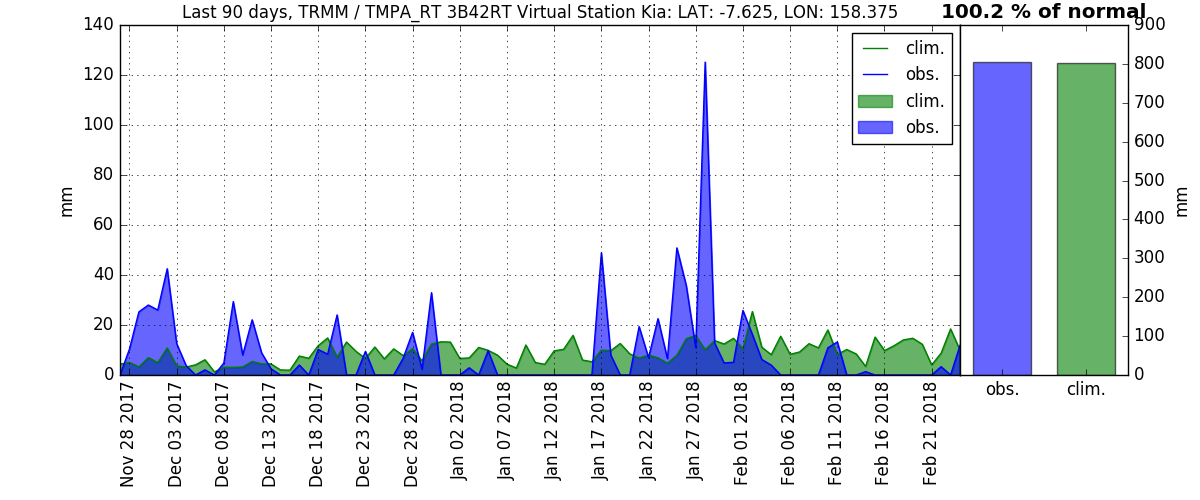 Last 90 days, TRMM / TMPA_RT 3B42RT Virtual Station Kia: LAT: -7.625, LON: 158.375
100.2 % of normal
140
120
100
80
60
40
20
0
mm
clim.
obs.
clim.
obs.
900
800
700
600
500
400
300
200
100
0
mm
obs.
clim.
Nov 28 2017
Dec 03 2017
Dec 08 2017
Dec 13 2017
Dec 18 2017
Dec 23 2017
Dec 28 2017
Jan 02 2018
Jan 07 2018
Jan 12 2018
Jan 17 2018
Jan 22 2018
Jan 27 2018
Feb 01 2018
Feb 06 2018
Feb 11 2018
Feb 16 2018
Feb 21 2018